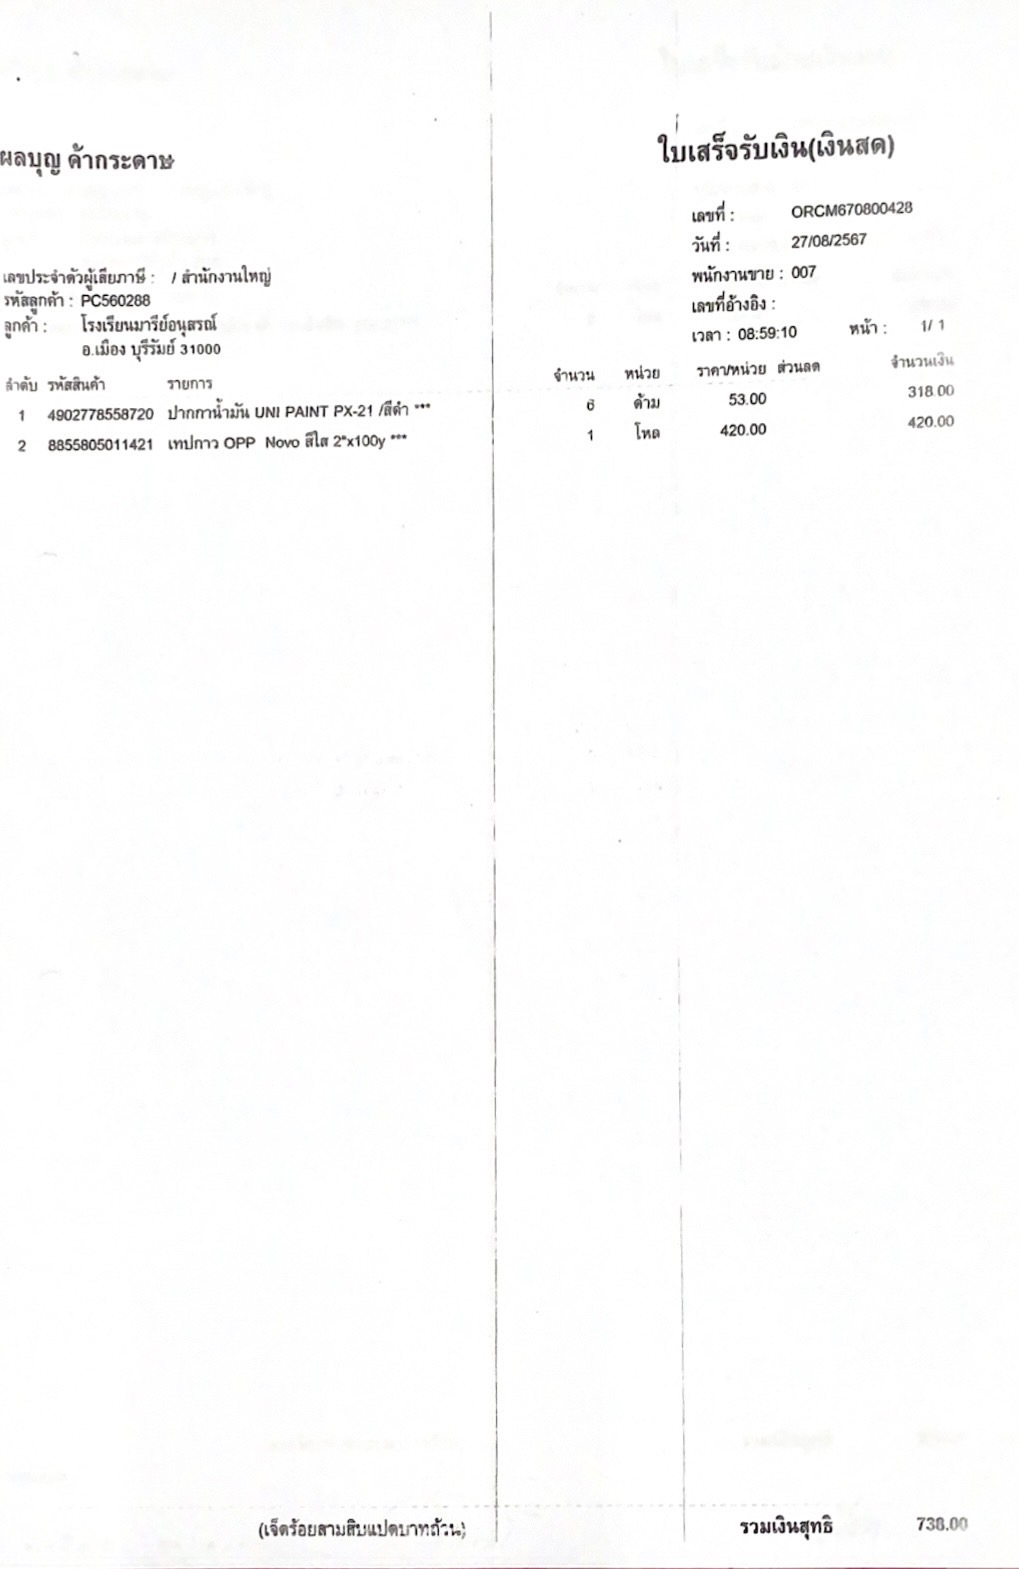 ผลบุญ ค้ากระดาษ
ใบเสร็จรับเงิน(เงินสด)
เลขที่ : ORCM670800428
วันที่ : 27/08/2567
เลขประจำตัวผู้เสียภาษี : / สำนักงานใหญ่
พนักงานขาย : 007
รหัสลูกค้า : PC560288
เลขที่อ้างอิง :
ลูกค้า : โรงเรียนมารีย์อนุสรณ์
เวลา : 08:59:10 หน้า : 1/ 1
อ.เมือง บุรีรัมย์ 31000
ลำดับ รหัสสินค้า รายการ จำนวน หน่วย ราคา/หน่วย ส่วนลด จำนวนเงิน
1 4902778558720 ปากกาน้ำมัน UNI PAINT PX-21 /สีดำ *** 6 ด้าม 53.00 318.00
2 8855805011421 เทปกาว OPP Novo สีใส 2"x100y *** 1 โหล 420.00 420.00
(เจ็ดร้อยสามสิบแปดบาทถ้วน) รวมเงินสุทธิ 738.00